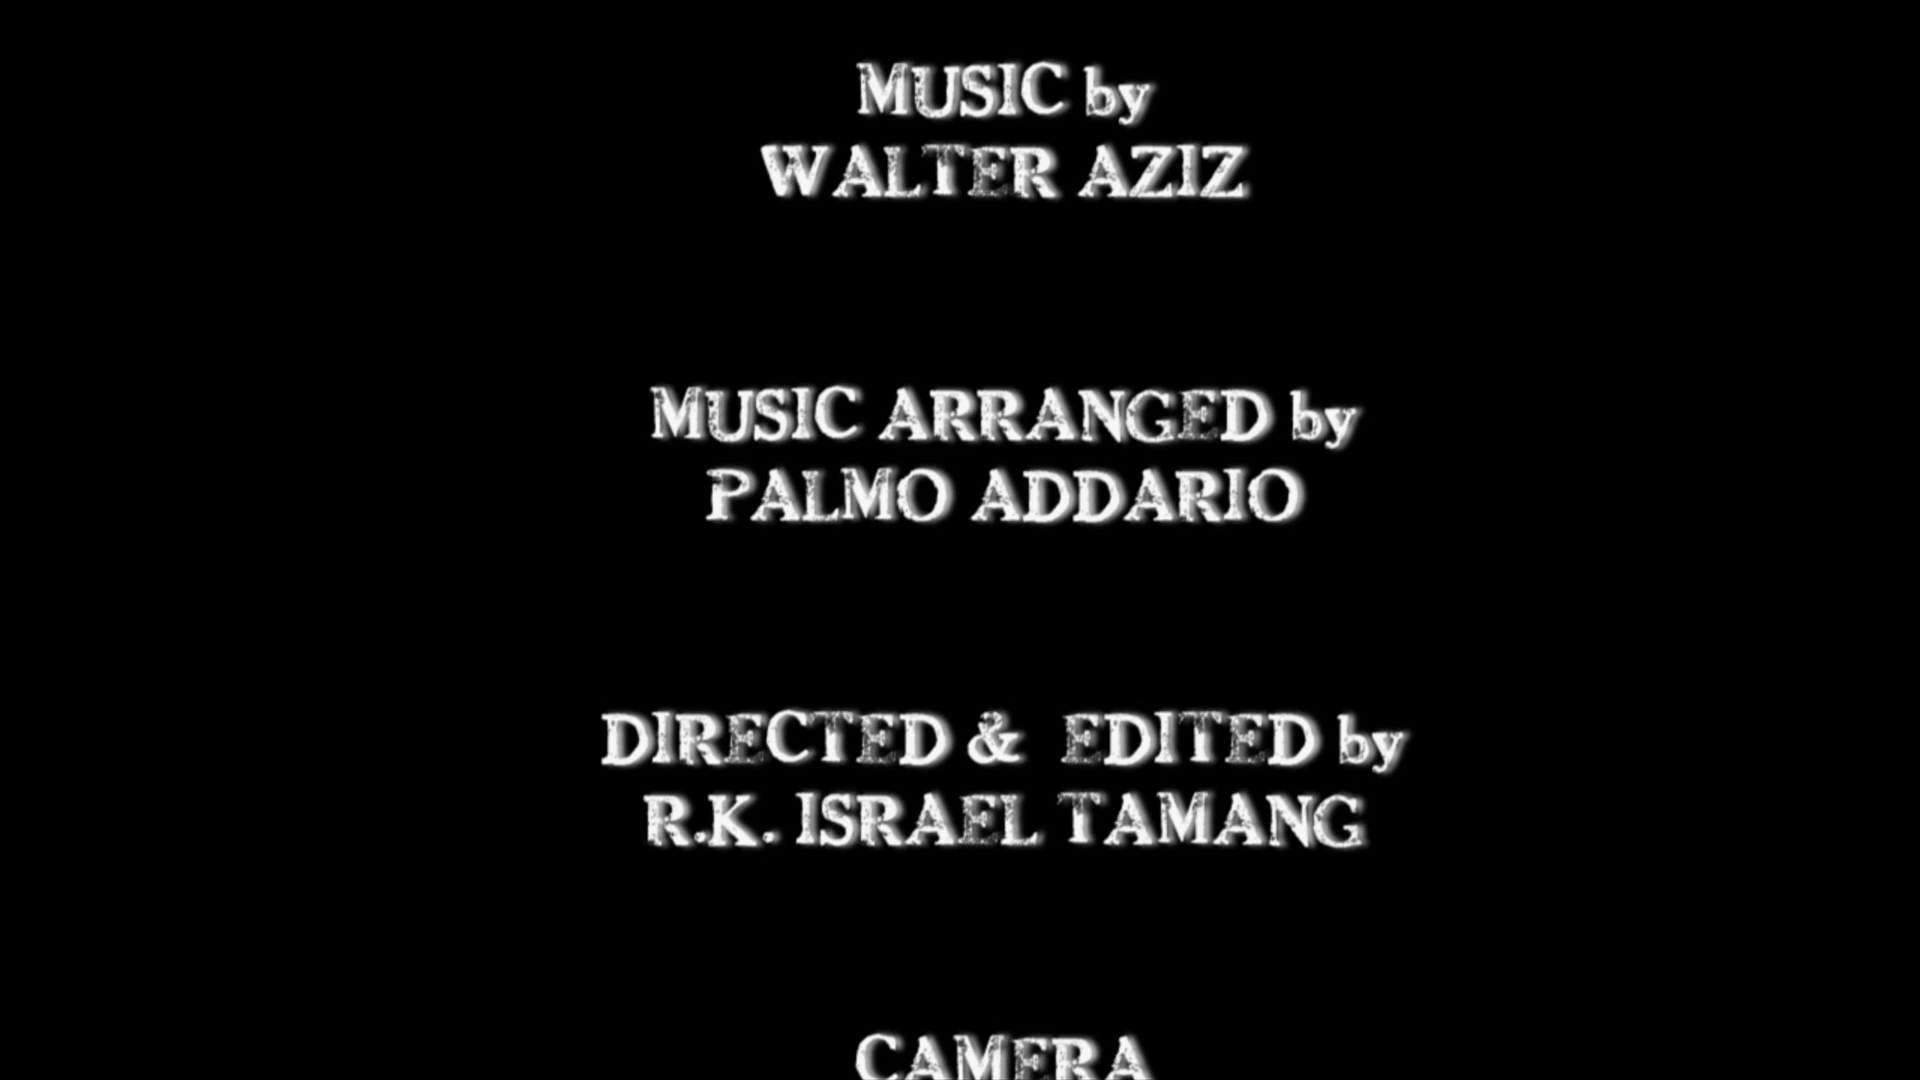 MUSIC by
WALTER AZIZ
MUSIC ARRANGED by
PALMO ADDARIO
DIRECTED & EDITED by
R.K. ISRAEL TAMANG
CAMERA